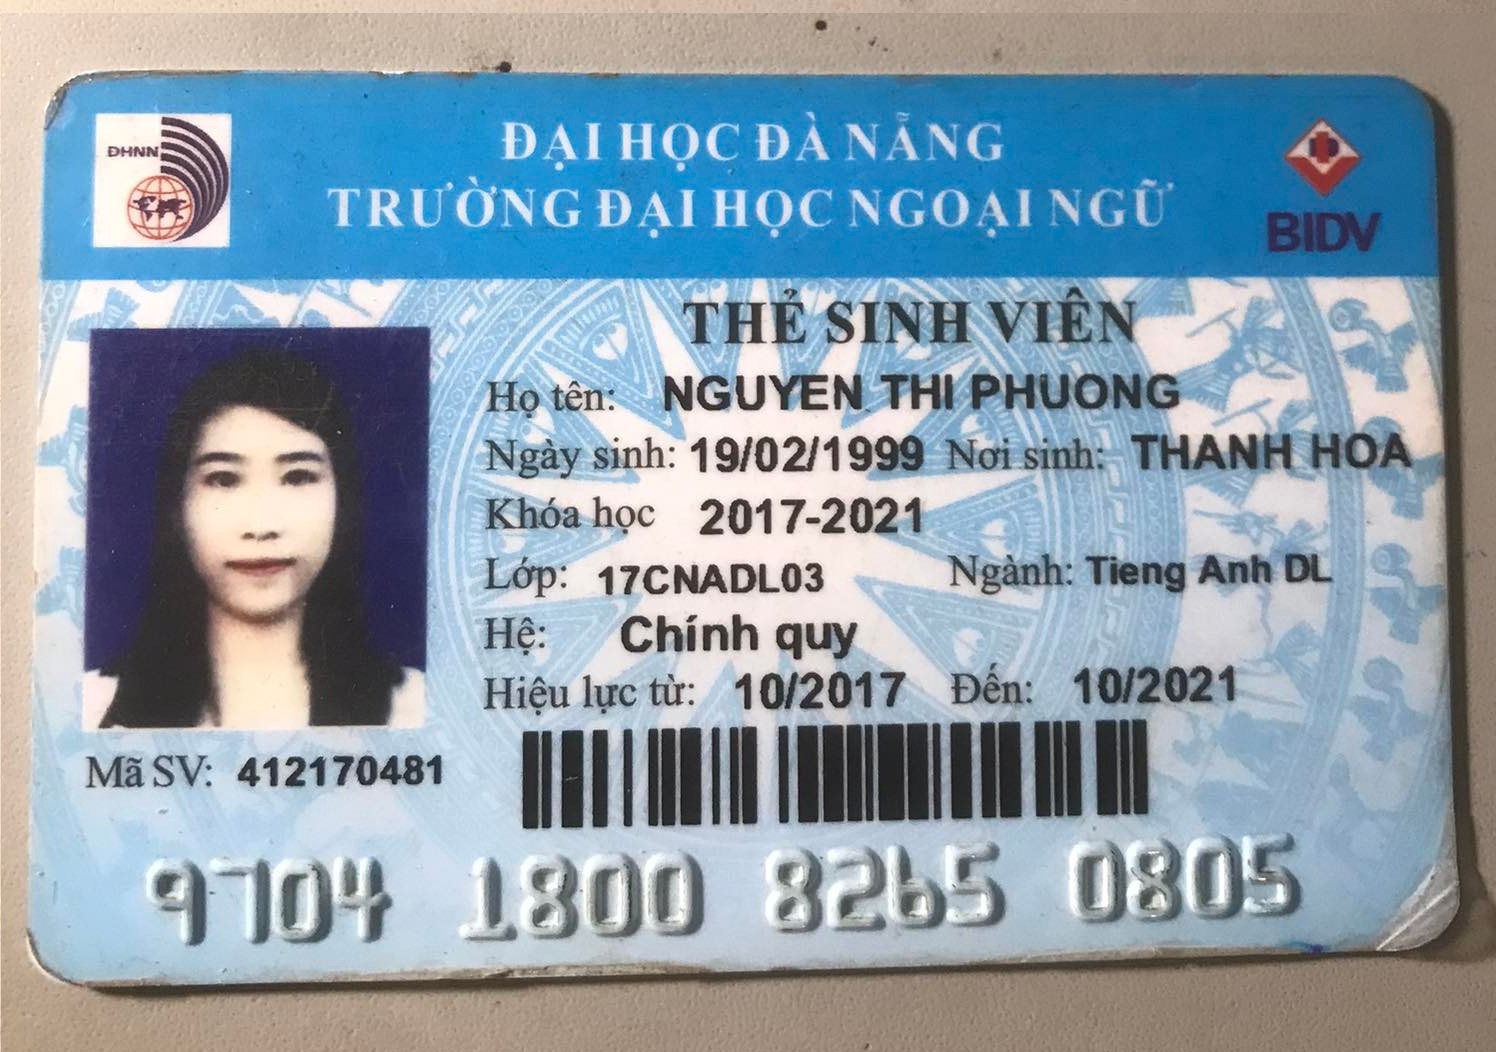 ĐHNN
ĐẠI HỌC ĐÀ NẴNG
TRƯỜNG ĐẠI HỌC NGOẠI NGỮ
BIDV
THẺ SINH VIÊN
Họ tên: NGUYEN THI PHUONG
Ngày sinh: 19/02/1999 Nơi sinh: THANH HOA
Khóa học 2017-2021
Lớp: 17CNADL03 Ngành: Tieng Anh DL
Hệ: Chính quy
Hiệu lực từ: 10/2017 Đến: 10/2021
Mã SV: 412170481
9704 1800 8265 0805